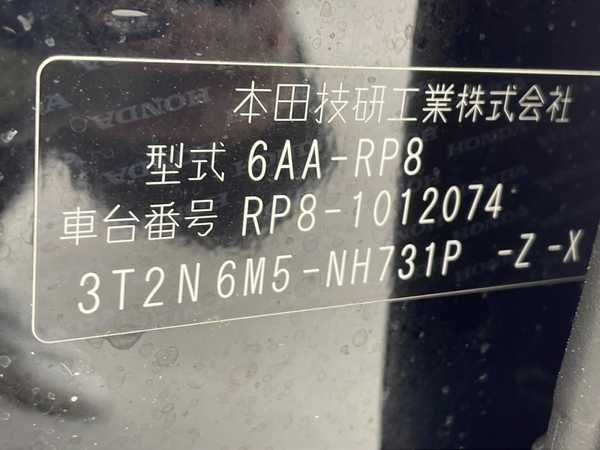 本田技研工業株式会社
型式 6AA-RP8
車台番号 RP8-1012074
3T2N6M5-NH731P -Z-X